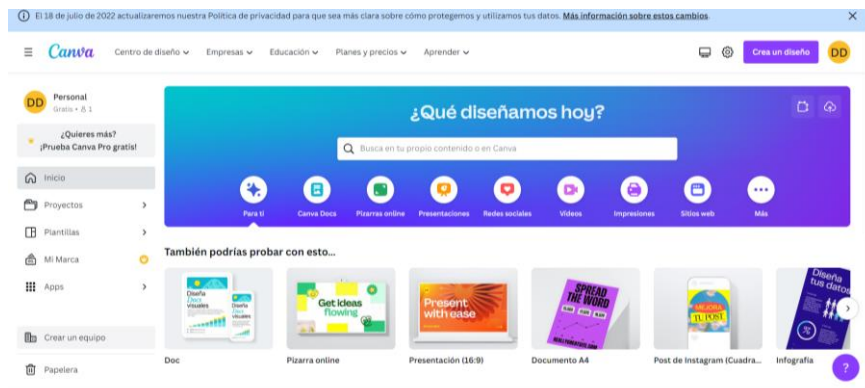 El 18 de julio de 2022 actualizaremos nuestra Política de privacidad para que sea más clara sobre cómo protegemos y utilizamos tus datos. Más información sobre estos cambios.
Canva
Centro de diseño
Empresas
Educación
Planes y precios
Aprender
Crea un diseño
DD
DD
Personal
Gratis • 1
¿Quieres más?
¡Prueba Canva Pro gratis!
Inicio
Proyectos
Plantillas
Mi Marca
Apps
Crear un equipo
Papelera
¿Qué diseñamos hoy?
Busca en tu propio contenido o en Canva
Para ti
Canva Docs
Pizarras online
Presentaciones
Redes sociales
Vídeos
Impresiones
Sitios web
Más
También podrías probar con esto...
Diseña
Docs
visuales
Diseña
Docs
visuales
Doc
Get ideas
flowing
Pizarra online
Present
with ease
Presentación (16:9)
SPREAD
THE WORD
Documento A4
MEJORA
TU POST
Post de Instagram (Cuadra...
Diseña
tus datos
Infografía
?